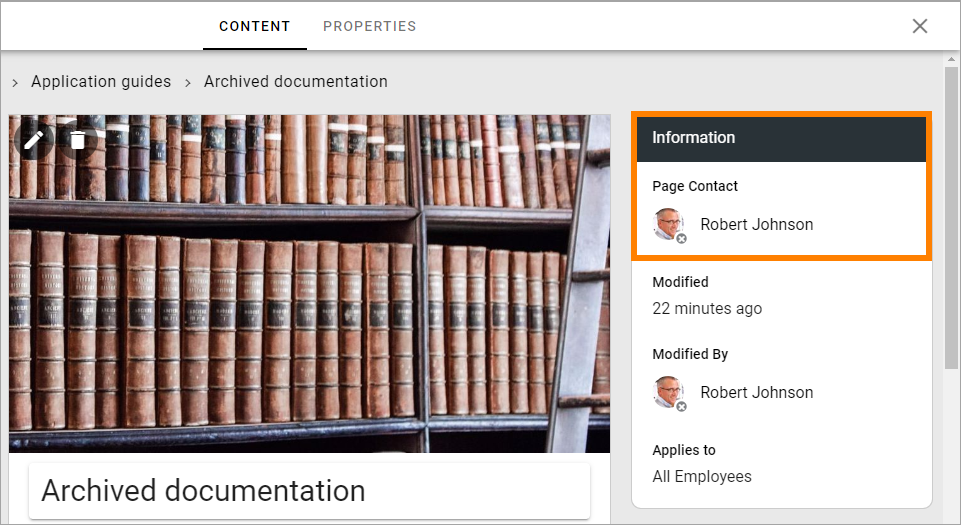 CONTENT PROPERTIES
Application guides Archived documentation
Information
Page Contact
Robert Johnson
Modified
22 minutes ago
Modified By
Robert Johnson
Applies to
All Employees
Archived documentation